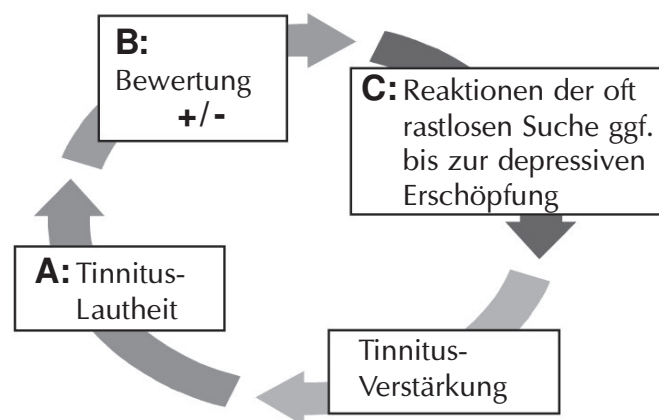 B:
Bewertung
+/-
C: Reaktionen der oft
rastlosen Suche ggf.
bis zur depressiven
Erschöpfung
A: Tinnitus-
Lautheit
Tinnitus-
Verstärkung